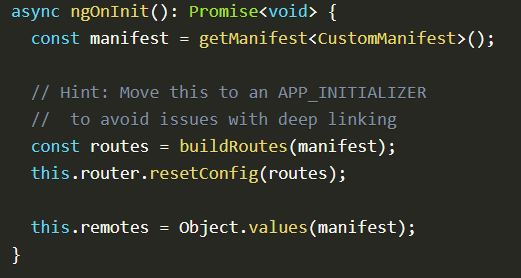 async ngOnInit(): Promise<void> {
  const manifest = getManifest<CustomManifest>();

  // Hint: Move this to an APP_INITIALIZER
  //  to avoid issues with deep linking
  const routes = buildRoutes(manifest);
  this.router.resetConfig(routes);

  this.remotes = Object.values(manifest);
}